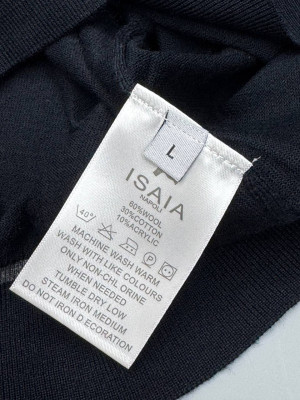 L
ISAIA
NAPOLI
60%WOOL
30%COTTON
10%ACRYLIC
40°
MACHINE WASH WARM
WASH WITH LIKE COLOURS
ONLY NON-CHL ORINE
WHEN NEEDED
TUMBLE DRY LOW
STEAM IRON MEDIUM
DO NOT IRON D.ECORATION